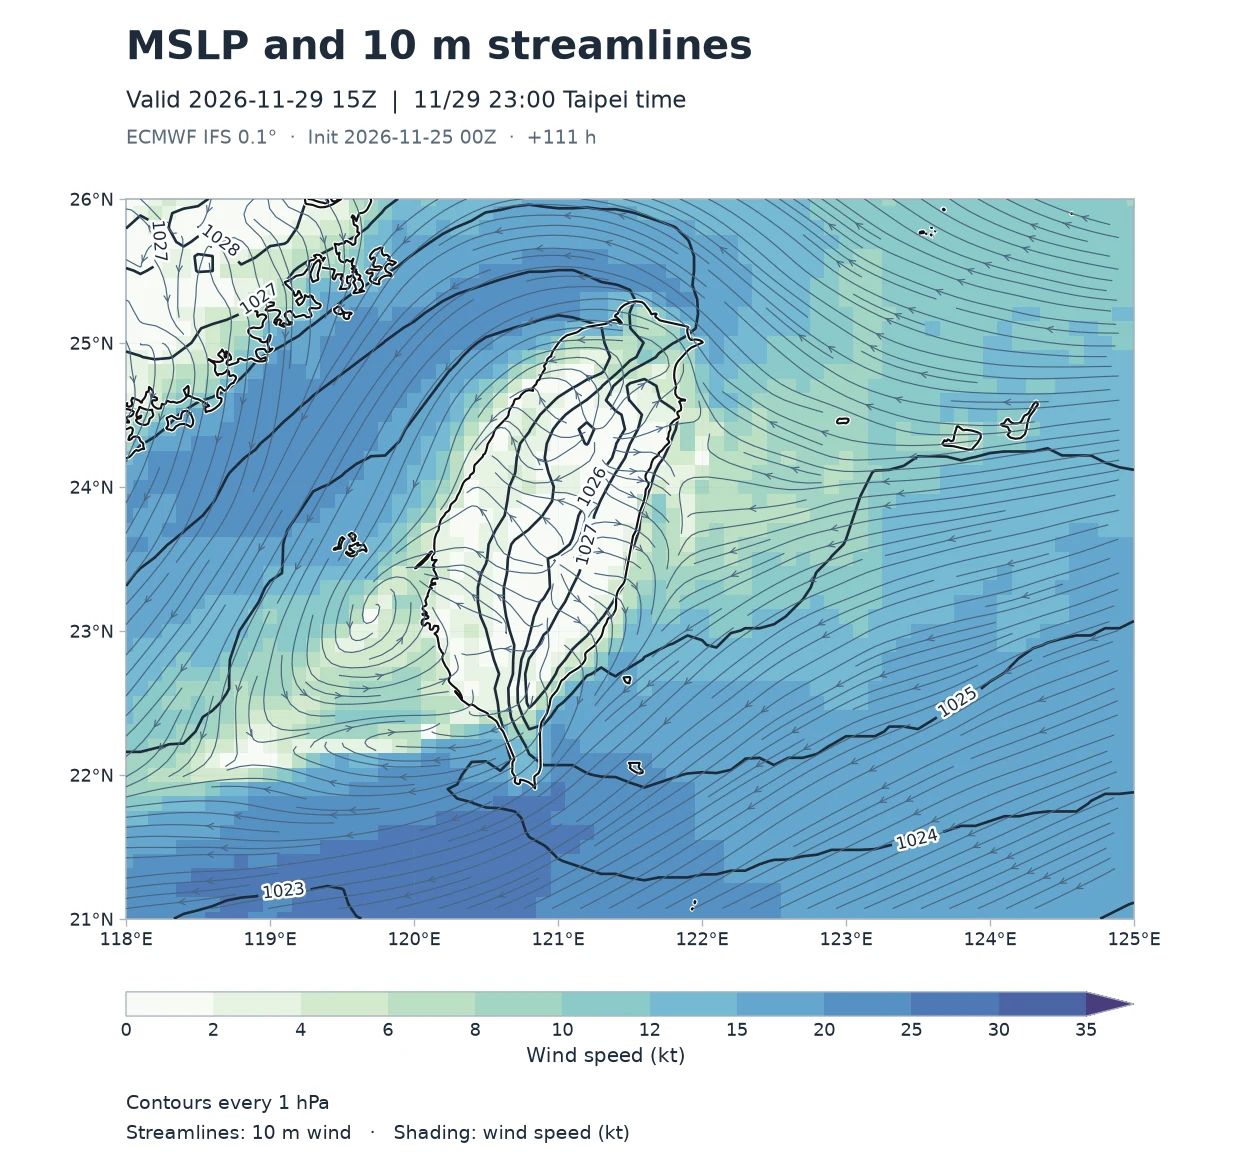 MSLP and 10 m streamlines
Valid 2026-11-29 15Z | 11/29 23:00 Taipei time
ECMWF IFS 0.1° · Init 2026-11-25 00Z · +111 h
26°N
25°N
24°N
23°N
22°N
21°N
1027
1028
1027
1026
1027
1025
1024
1023
118°E 119°E 120°E 121°E 122°E 123°E 124°E 125°E
0 2 4 6 8 10 12 15 20 25 30 35
Wind speed (kt)
Contours every 1 hPa
Streamlines: 10 m wind · Shading: wind speed (kt)